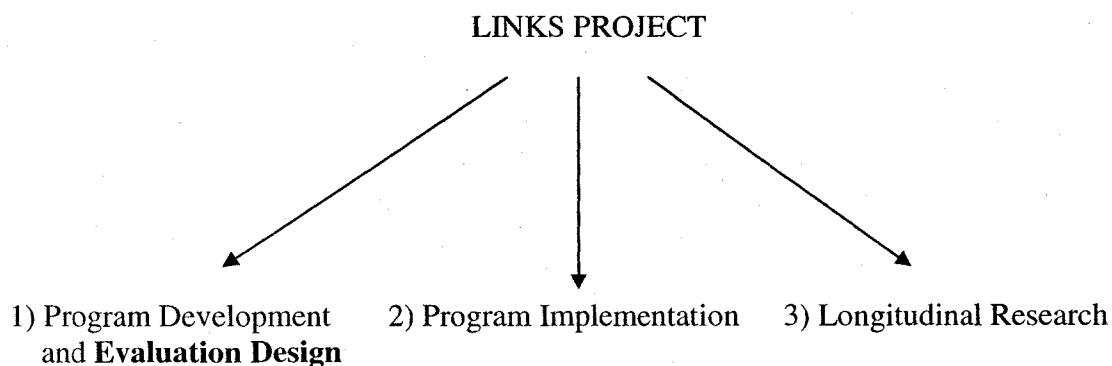 LINKS PROJECT
1) Program Development 2) Program Implementation 3) Longitudinal Research
and Evaluation Design